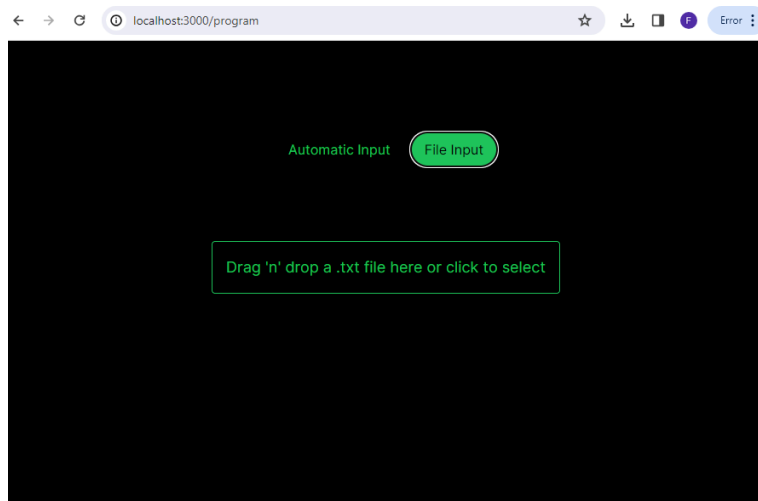 localhost:3000/program
F
Error
Automatic Input
File Input
Drag 'n' drop a .txt file here or click to select